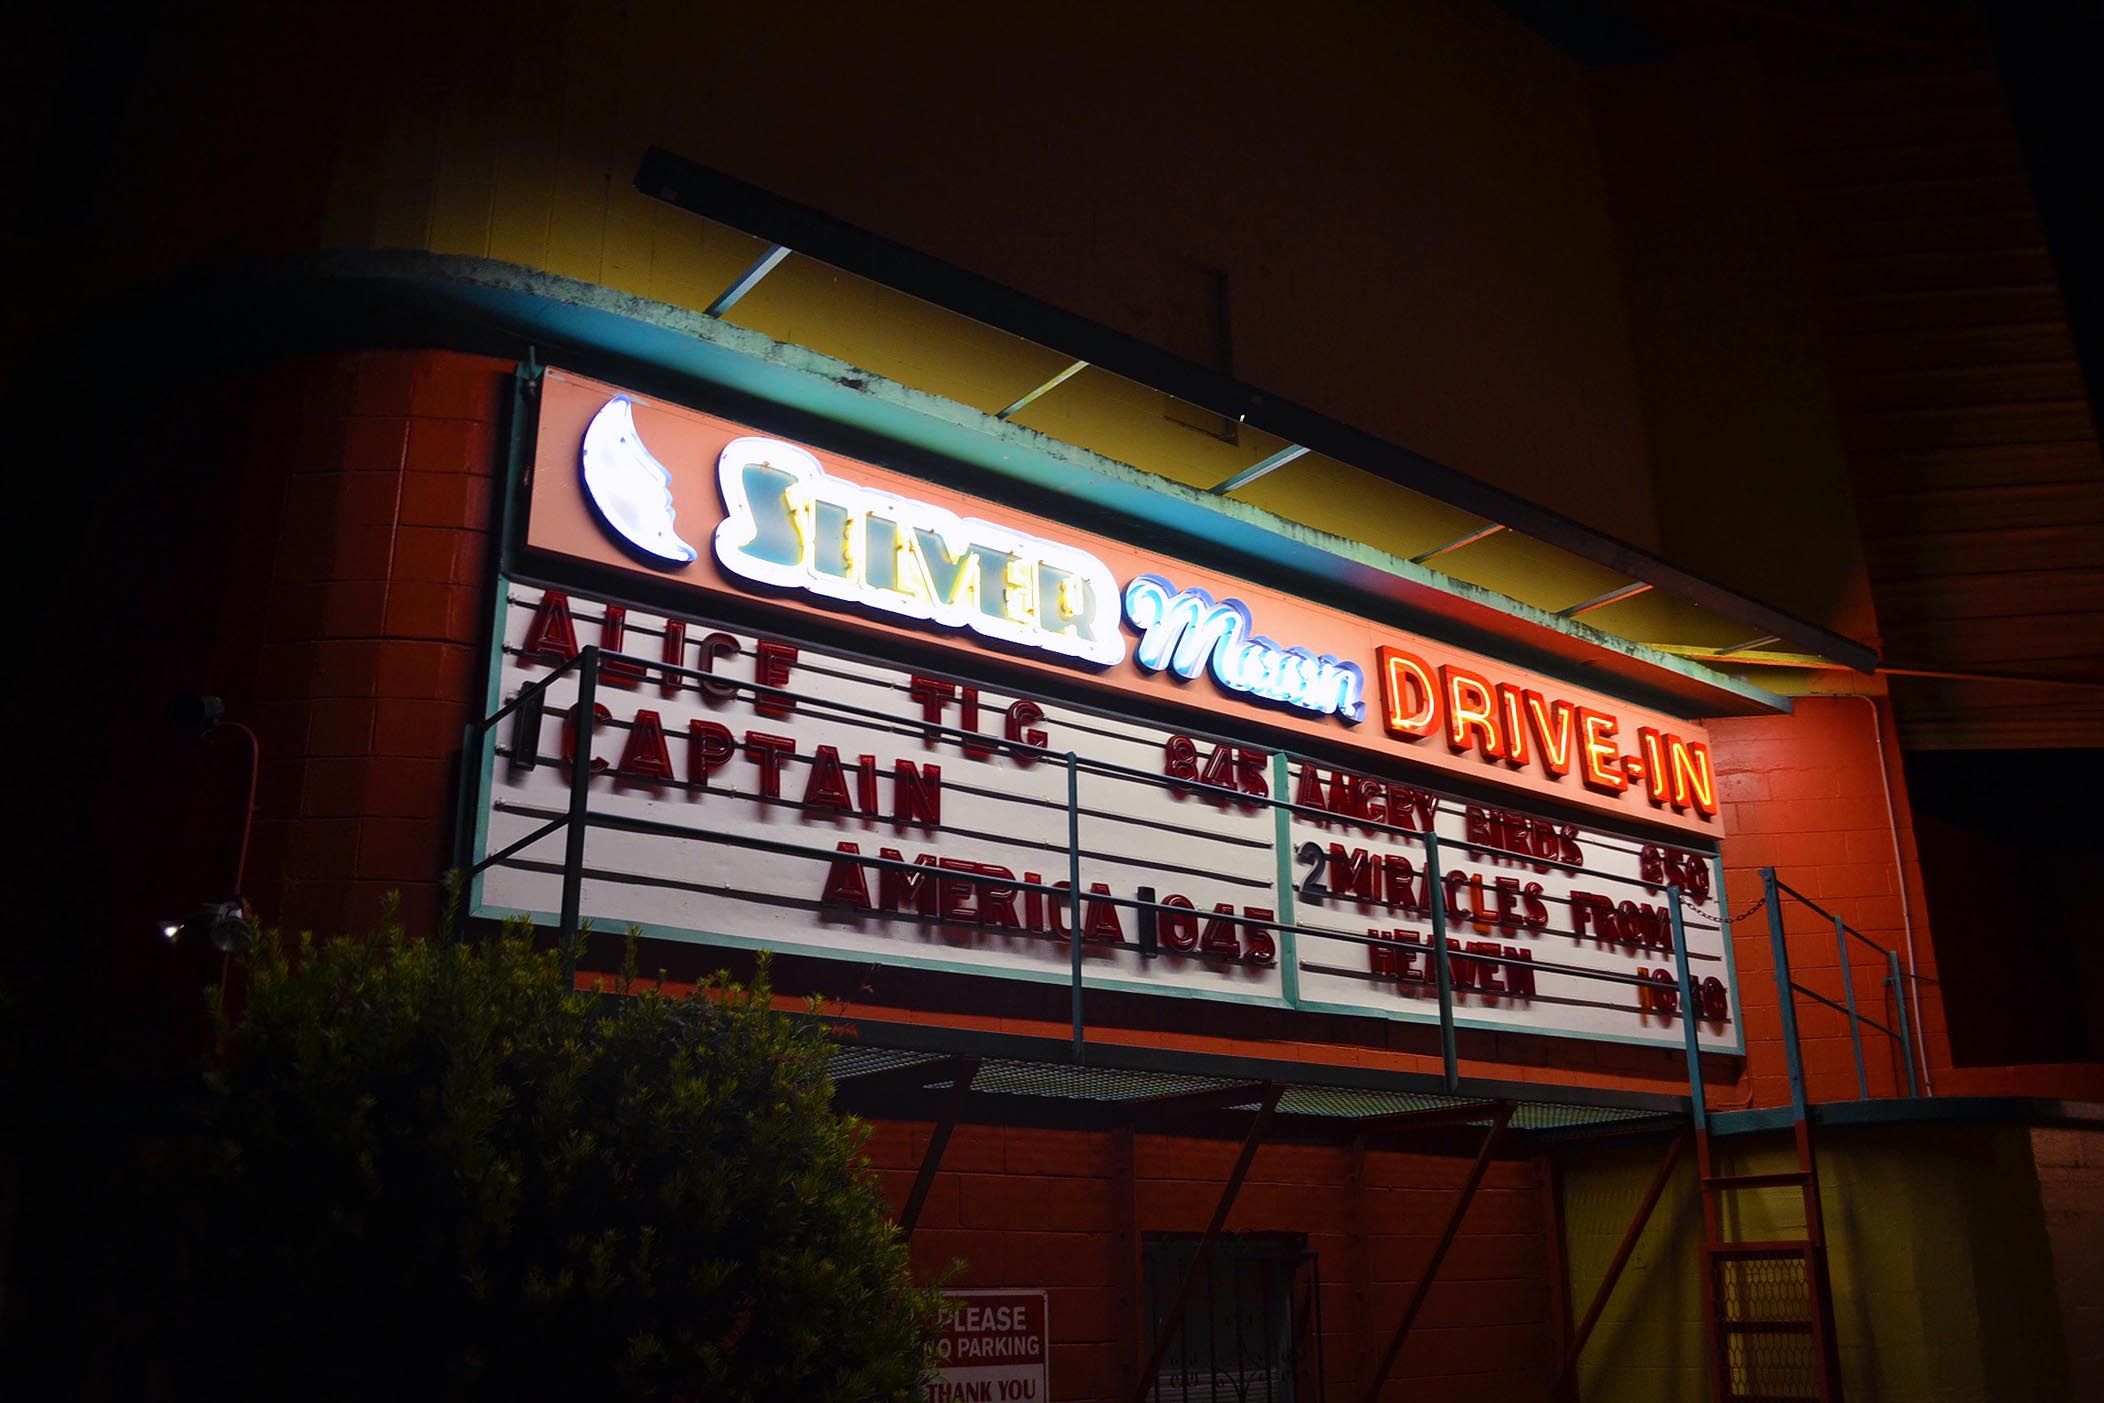 SILVER Moon DRIVE-IN
ALICE TLG 845
1 CAPTAIN
AMERICA 1045
ANGRY BIRDS 850
2 MIRACLES FROM
HEAVEN
PLEASE
NO PARKING
THANK YOU